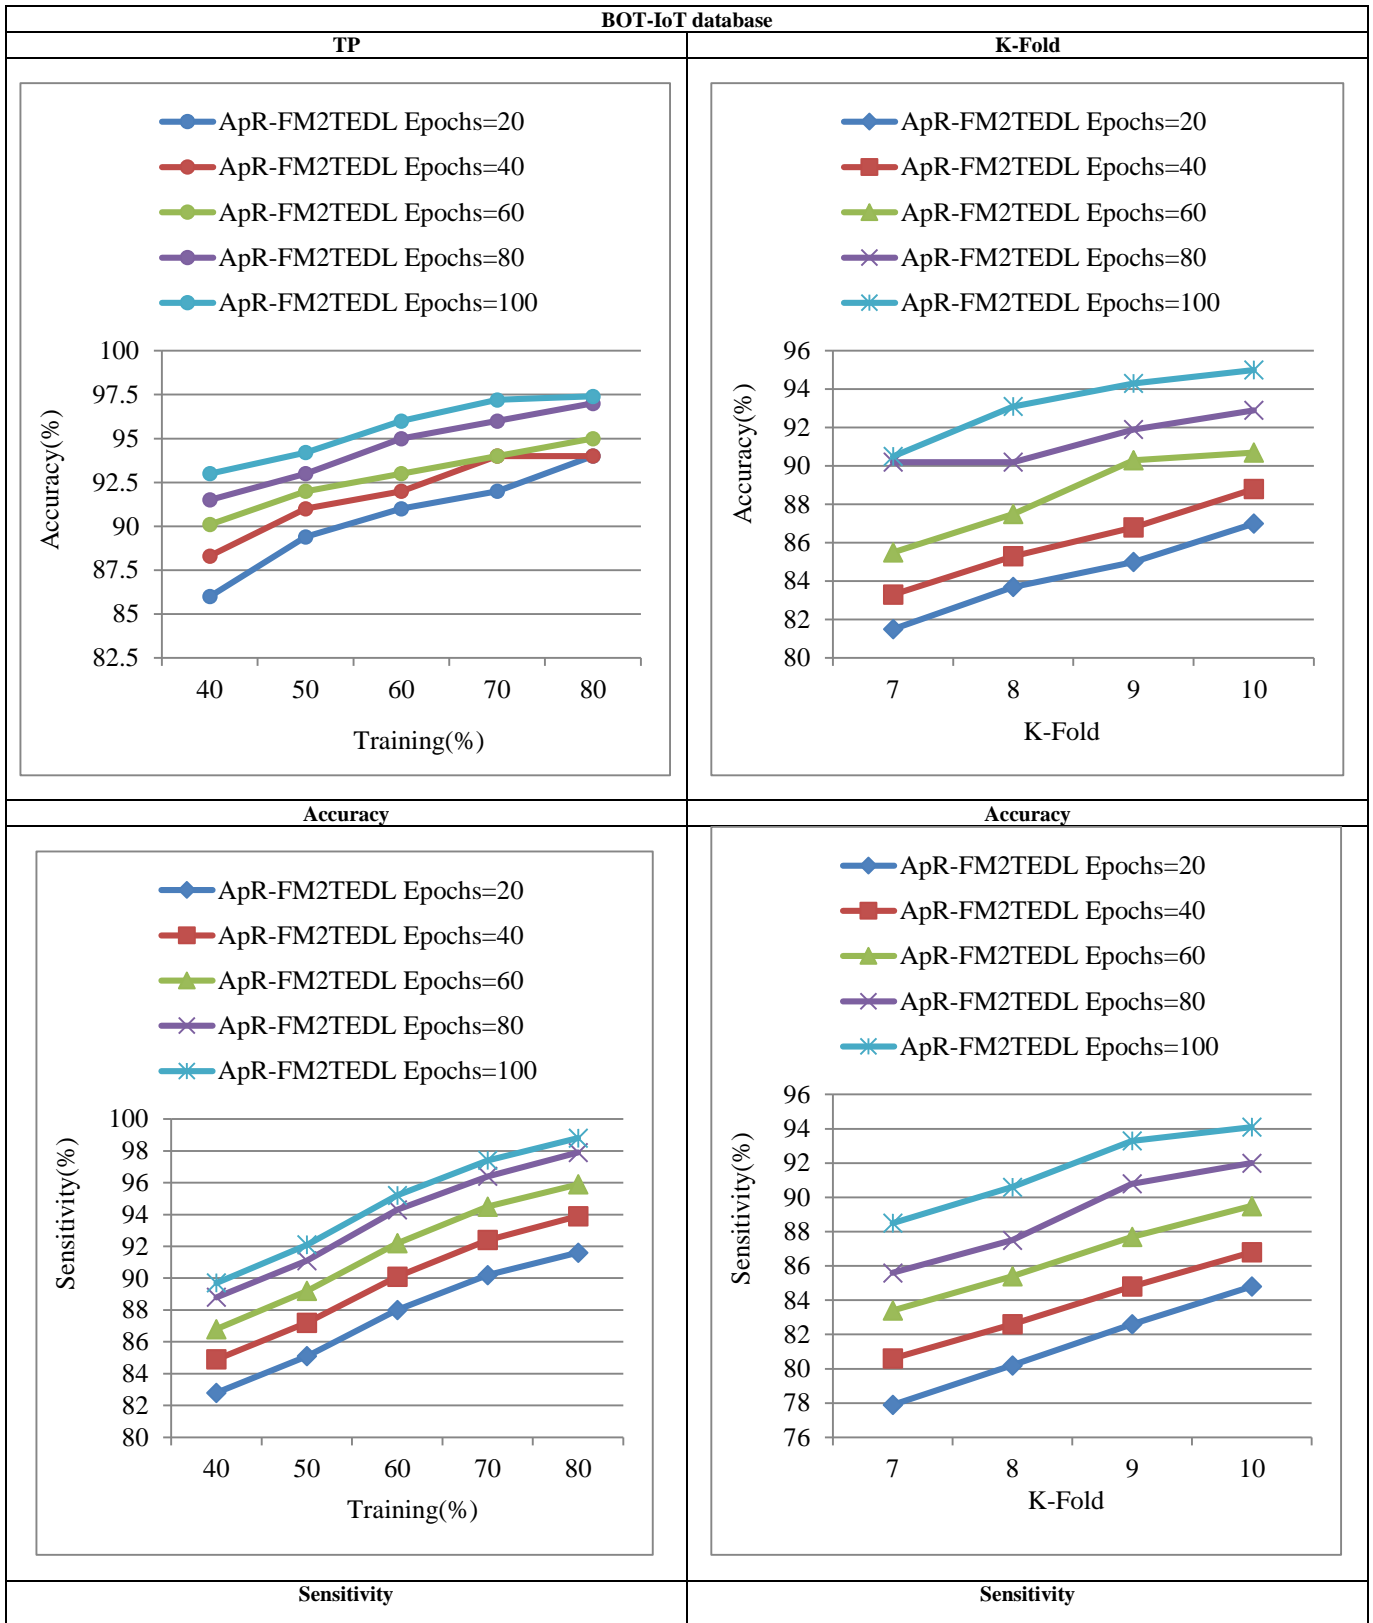 BOT-IoT database
TP
K-Fold
ApR-FM2TEDL Epochs=20
ApR-FM2TEDL Epochs=40
ApR-FM2TEDL Epochs=60
ApR-FM2TEDL Epochs=80
ApR-FM2TEDL Epochs=100
100
97.5
95
92.5
90
87.5
85
82.5
Accuracy(%)
40 50 60 70 80
Training(%)
ApR-FM2TEDL Epochs=20
ApR-FM2TEDL Epochs=40
ApR-FM2TEDL Epochs=60
ApR-FM2TEDL Epochs=80
ApR-FM2TEDL Epochs=100
96
94
92
90
88
86
84
82
80
Accuracy(%)
7 8 9 10
K-Fold
Accuracy
Accuracy
ApR-FM2TEDL Epochs=20
ApR-FM2TEDL Epochs=40
ApR-FM2TEDL Epochs=60
ApR-FM2TEDL Epochs=80
ApR-FM2TEDL Epochs=100
100
98
96
94
92
90
88
86
84
82
80
Sensitivity(%)
40 50 60 70 80
Training(%)
ApR-FM2TEDL Epochs=20
ApR-FM2TEDL Epochs=40
ApR-FM2TEDL Epochs=60
ApR-FM2TEDL Epochs=80
ApR-FM2TEDL Epochs=100
96
94
92
90
88
86
84
82
80
78
76
Sensitivity(%)
7 8 9 10
K-Fold
Sensitivity
Sensitivity